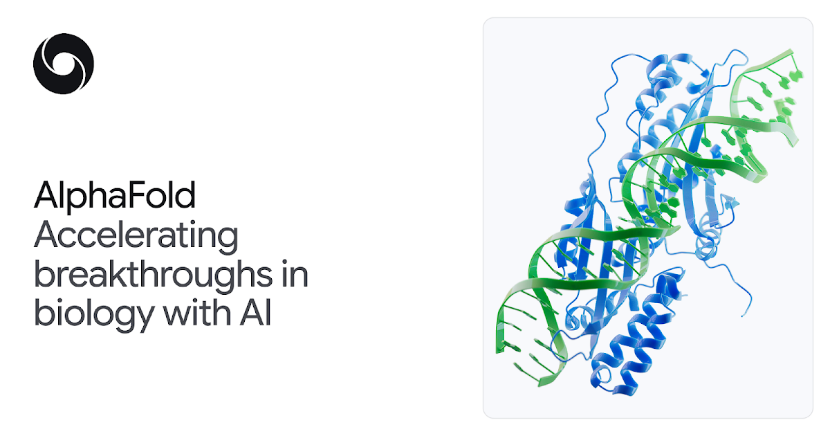 AlphaFold
Accelerating
breakthroughs in
biology with AI